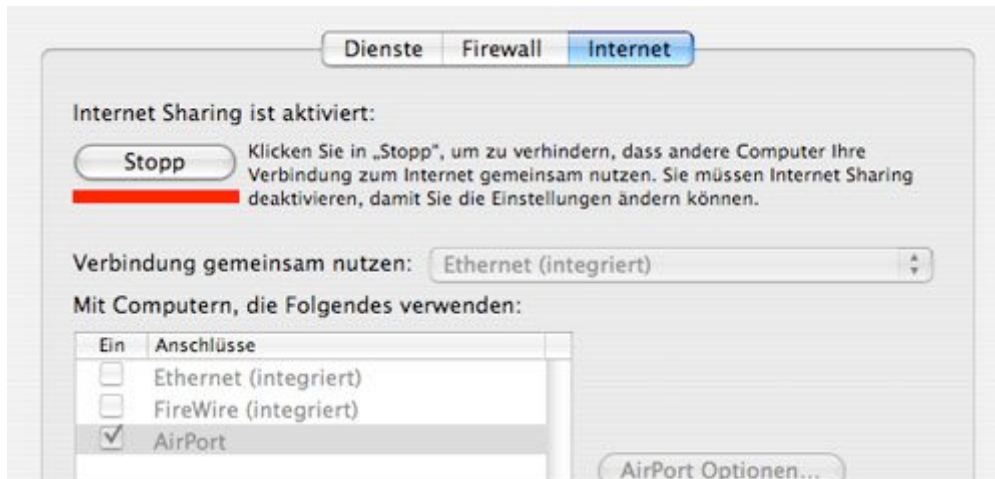 Dienste Firewall Internet
Internet Sharing ist aktiviert:
Stopp
Klicken Sie in „Stopp", um zu verhindern, dass andere Computer Ihre
Verbindung zum Internet gemeinsam nutzen. Sie müssen Internet Sharing
deaktivieren, damit Sie die Einstellungen ändern können.
Verbindung gemeinsam nutzen: Ethernet (integriert)
Mit Computern, die Folgendes verwenden:
Ein Anschlüsse
Ethernet (integriert)
FireWire (integriert)
AirPort
AirPort Optionen...